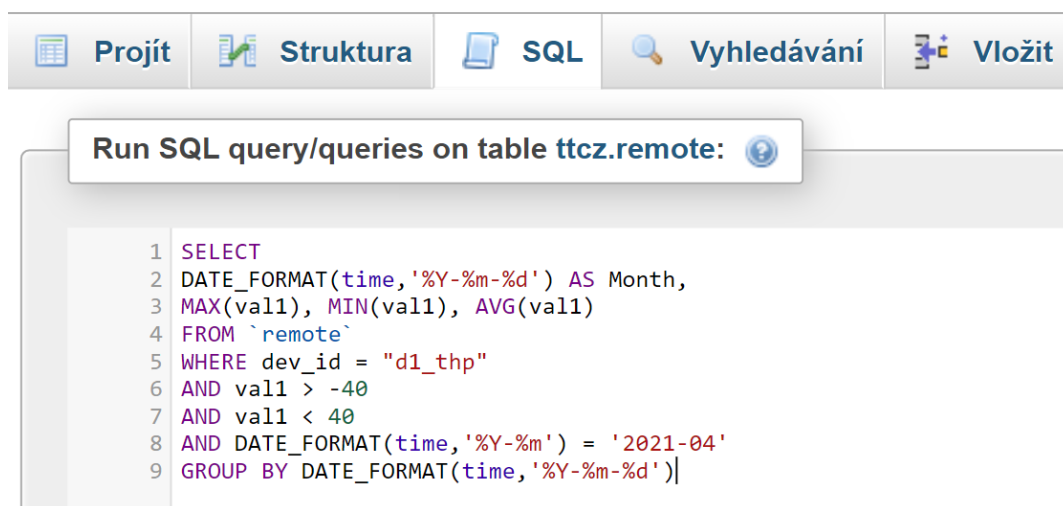 Projít Struktura SQL Vyhledávání Vložit
Run SQL query/queries on table ttcz.remote:
1 SELECT
2 DATE_FORMAT(time,'%Y-%m-%d') AS Month,
3 MAX(val1), MIN(val1), AVG(val1)
4 FROM `remote`
5 WHERE dev_id = "d1_thp"
6 AND val1 > -40
7 AND val1 < 40
8 AND DATE_FORMAT(time,'%Y-%m') = '2021-04'
9 GROUP BY DATE_FORMAT(time,'%Y-%m-%d')